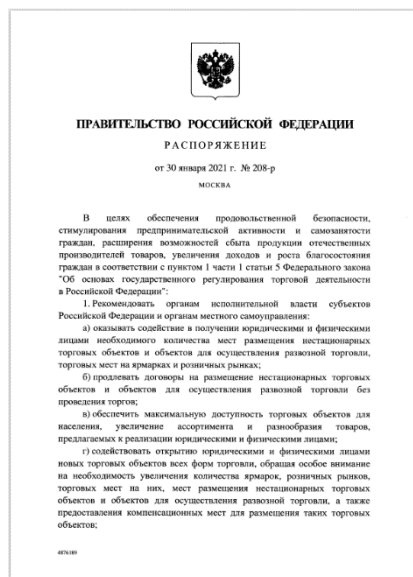 ПРАВИТЕЛЬСТВО РОССИЙСКОЙ ФЕДЕРАЦИИ
РАСПОРЯЖЕНИЕ
от 30 января 2021 г. № 208-р
МОСКВА
В целях обеспечения продовольственной безопасности,
стимулирования предпринимательской активности и самозанятости
граждан, расширения возможностей сбыта продукции отечественных
производителей товаров, увеличения доходов и роста благосостояния
граждан в соответствии с пунктом 1 части 1 статьи 5 Федерального закона
"Об основах государственного регулирования торговой деятельности
в Российской Федерации":
1. Рекомендовать органам исполнительной власти субъектов
Российской Федерации и органам местного самоуправления:
а) оказывать содействие в получении юридическими и физическими
лицами необходимого количества мест размещения нестационарных
торговых объектов и объектов для осуществления развозной торговли,
торговых мест на ярмарках и розничных рынках;
б) продлевать договоры на размещение нестационарных торговых
объектов и объектов для осуществления развозной торговли без
проведения торгов;
в) обеспечить максимальную доступность торговых объектов для
населения, увеличение ассортимента и разнообразия товаров,
предлагаемых к реализации юридическими и физическими лицами;
г) содействовать открытию юридическими и физическими лицами
новых торговых объектов всех форм торговли, обращая особое внимание
на необходимость увеличения количества ярмарок, розничных рынков,
торговых мест на них, мест размещения нестационарных торговых
объектов и объектов для осуществления развозной торговли, а также
предоставления компенсационных мест для размещения таких торговых
объектов;
4876189